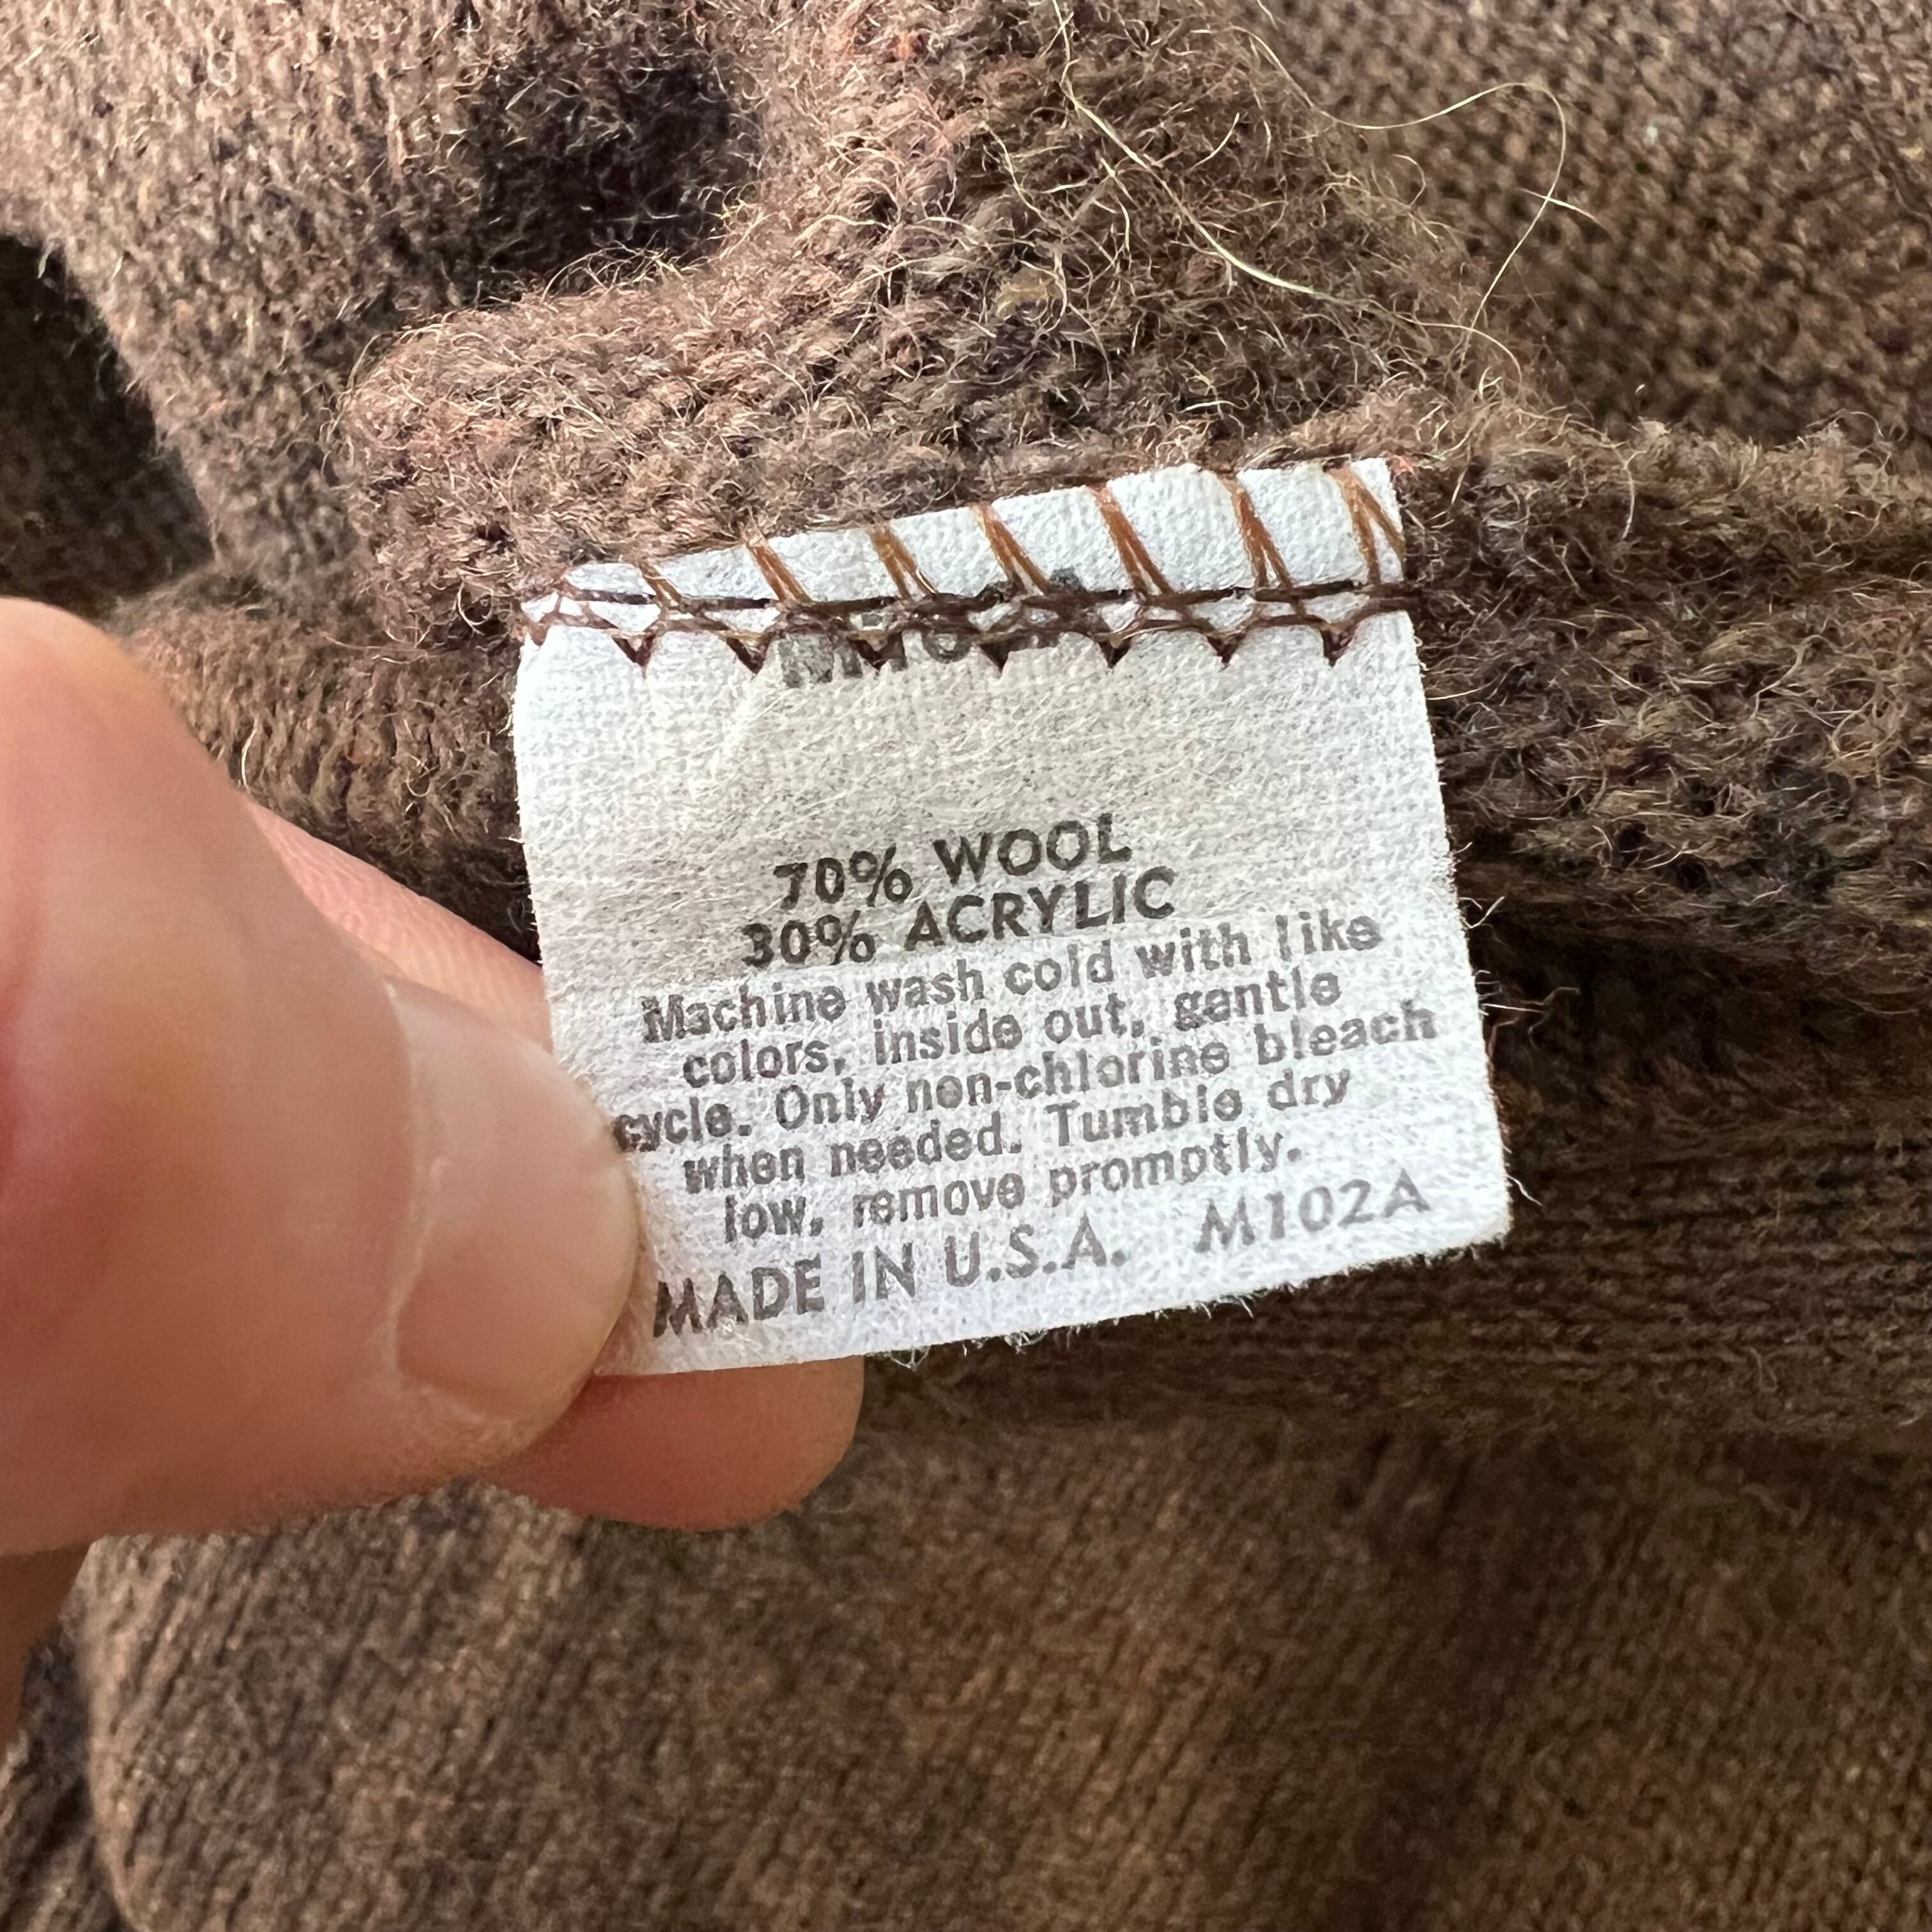 70% WOOL
30% ACRYLIC
Machine wash cold with like
colors, inside out, gentle
cycle. Only non-chlorine bleach
when needed. Tumble dry
low, remove promptly.
MADE IN U.S.A. M102A